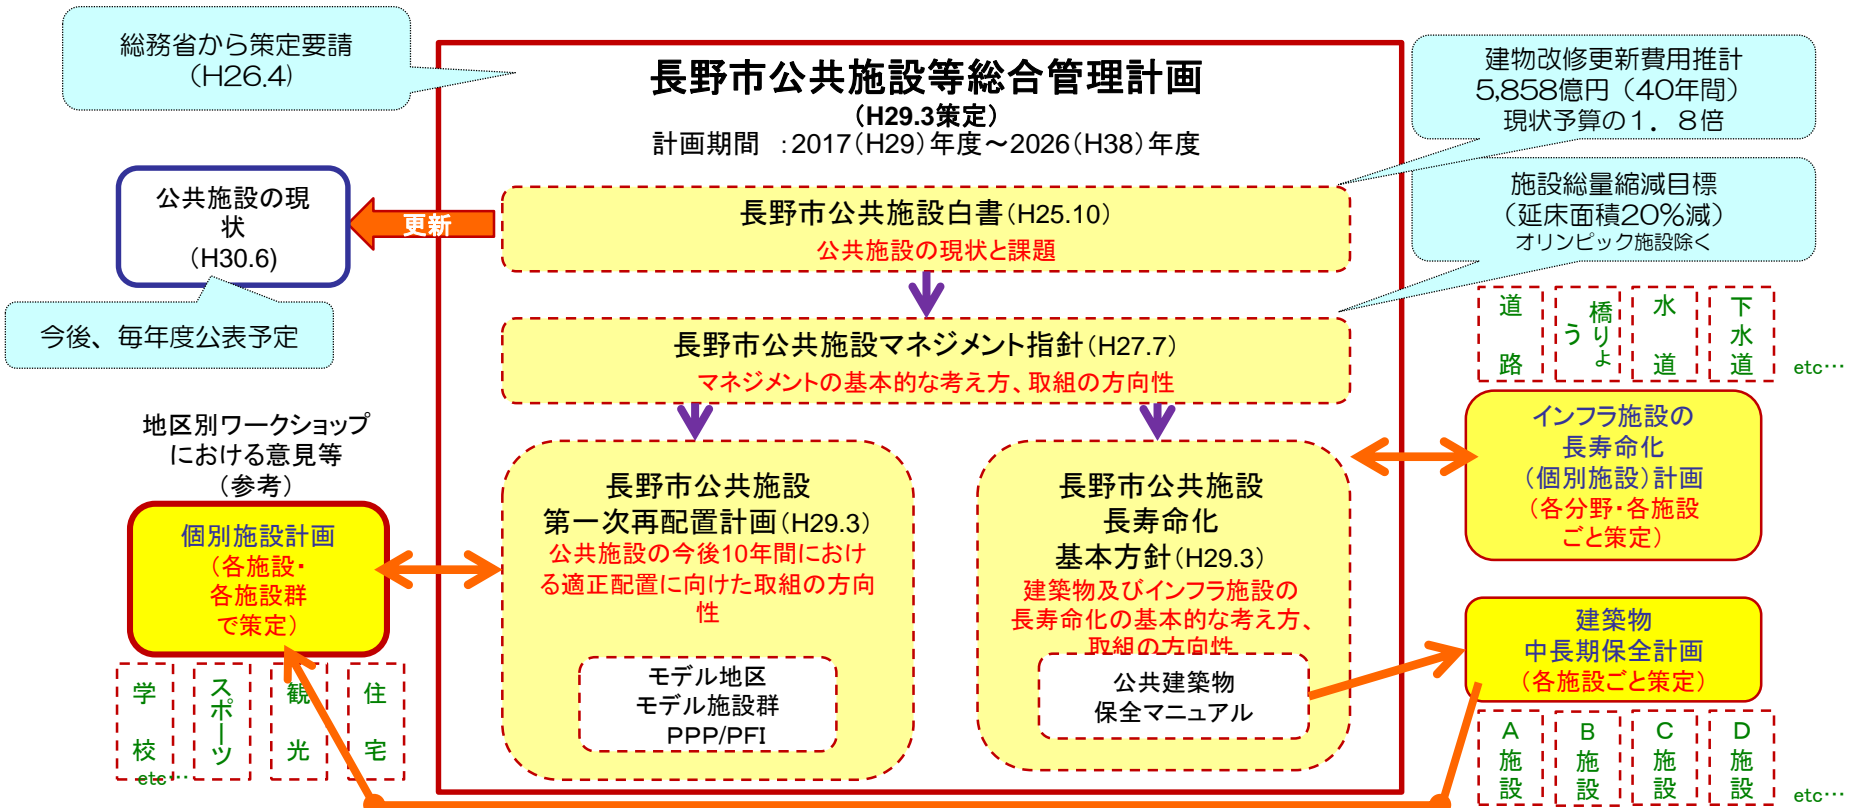 総務省から策定要請
(H26.4)
長野市公共施設等総合管理計画
(H29.3策定)
計画期間 :2017(H29)年度～2026(H38)年度
建物改修更新費用推計
5,858億円（40年間）
現状予算の１．８倍
公共施設の現
状
(H30.6)
更新
長野市公共施設白書(H25.10)
公共施設の現状と課題
施設総量縮減目標
（延床面積20％減）
オリンピック施設除く
今後、毎年度公表予定
長野市公共施設マネジメント指針(H27.7)
マネジメントの基本的な考え方、取組の方向性
道路
橋りょう
水道
下水道
etc…
地区別ワークショップ
における意見等
(参考)
個別施設計画
(各施設・
各施設群
で策定)
学校
スポーツ
観光
住宅
etc…
長野市公共施設
第一次再配置計画(H29.3)
公共施設の今後10年間におけ
る適正配置に向けた取組の方向
性
モデル地区
モデル施設群
PPP/PFI
長野市公共施設
長寿命化
基本方針(H29.3)
建築物及びインフラ施設の
長寿命化の基本的な考え方、
取組の方向性
公共建築物
保全マニュアル
インフラ施設の
長寿命化
(個別施設)計画
(各分野・各施設
ごと策定)
建築物
中長期保全計画
(各施設ごと策定)
A施設
B施設
C施設
D施設
etc…